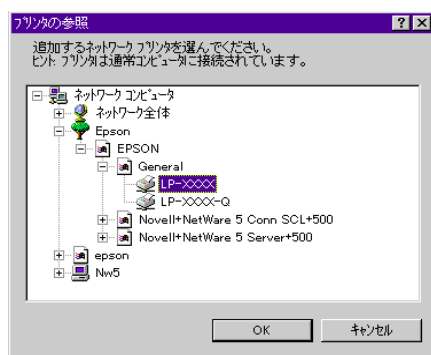 プリンタの参照
追加するネットワーク プリンタを選んでください。
ヒント プリンタは通常コンピュータに接続されています。
ネットワーク コンピュータ
ネットワーク全体
Epson
EPSON
General
LP-XXXX
LP-XXXX-Q
Novell+NetWare 5 Conn SCL+500
Novell+NetWare 5 Server+500
epson
Nw5
OK キャンセル